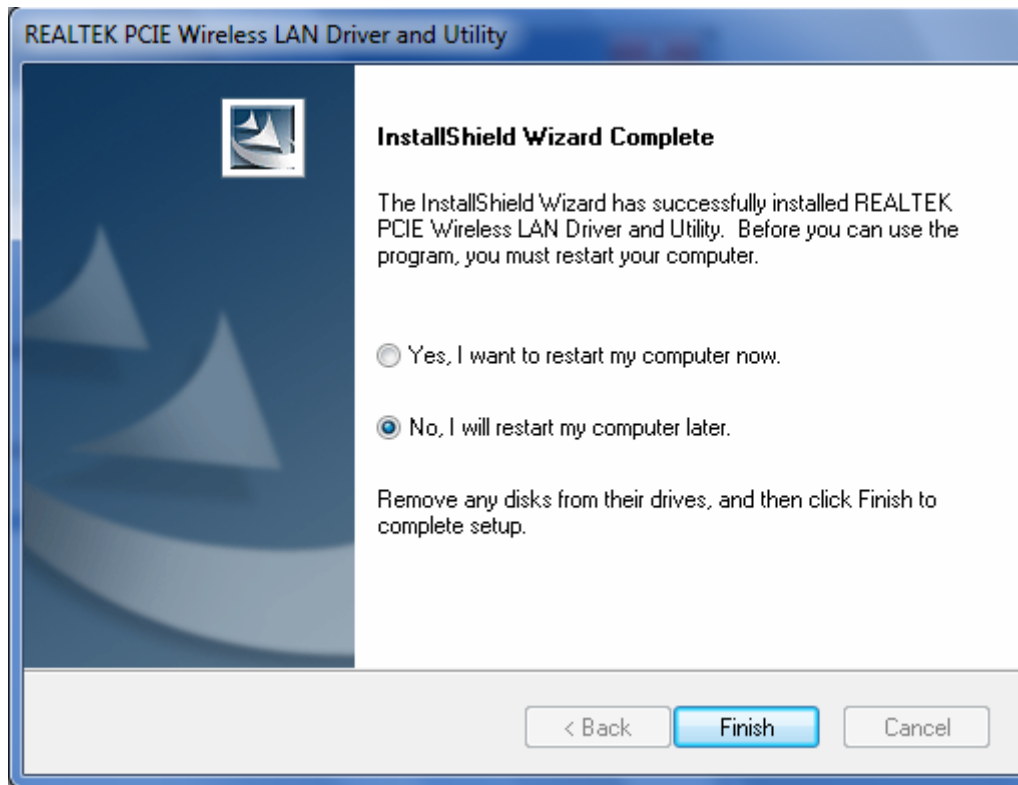 REALTEK PCIE Wireless LAN Driver and Utility
InstallShield Wizard Complete
The InstallShield Wizard has successfully installed REALTEK
PCIE Wireless LAN Driver and Utility.  Before you can use the
program, you must restart your computer.
Yes, I want to restart my computer now.
No, I will restart my computer later.
Remove any disks from their drives, and then click Finish to
complete setup.
< Back Finish Cancel